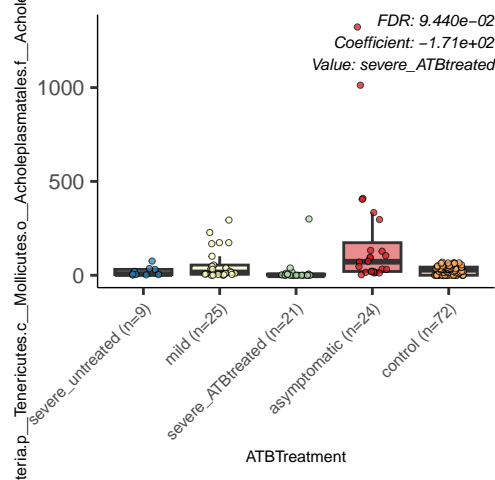 FDR: 9.440e−02
Coefficient: −1.71e+02
Value: severe_ATBtreated
teria.p__Tenericutes.c__Mollicutes.o__Acholeplasmatales.f__Achole
1000
500
0
severe_untreated (n=9)
mild (n=25)
severe_ATBtreated (n=21)
asymptomatic (n=24)
control (n=72)
ATBTreatment